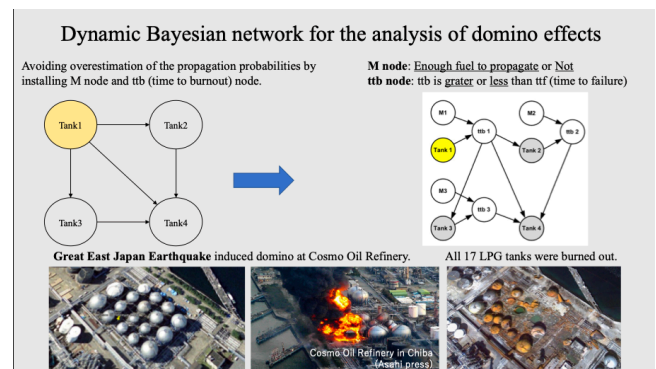 Dynamic Bayesian network for the analysis of domino effects
Avoiding overestimation of the propagation probabilities by
installing M node and ttb (time to burnout) node.
M node: Enough fuel to propagate or Not
ttb node: ttb is grater or less than ttf (time to failure)
Tank1
Tank2
Tank3
Tank4
M1
M2
ttb 1
ttb 2
Tank 1
Tank 2
M3
ttb 3
Tank 3
Tank 4
Great East Japan Earthquake induced domino at Cosmo Oil Refinery.
All 17 LPG tanks were burned out.
Cosmo Oil Refinery in Chiba
(Asehi press)